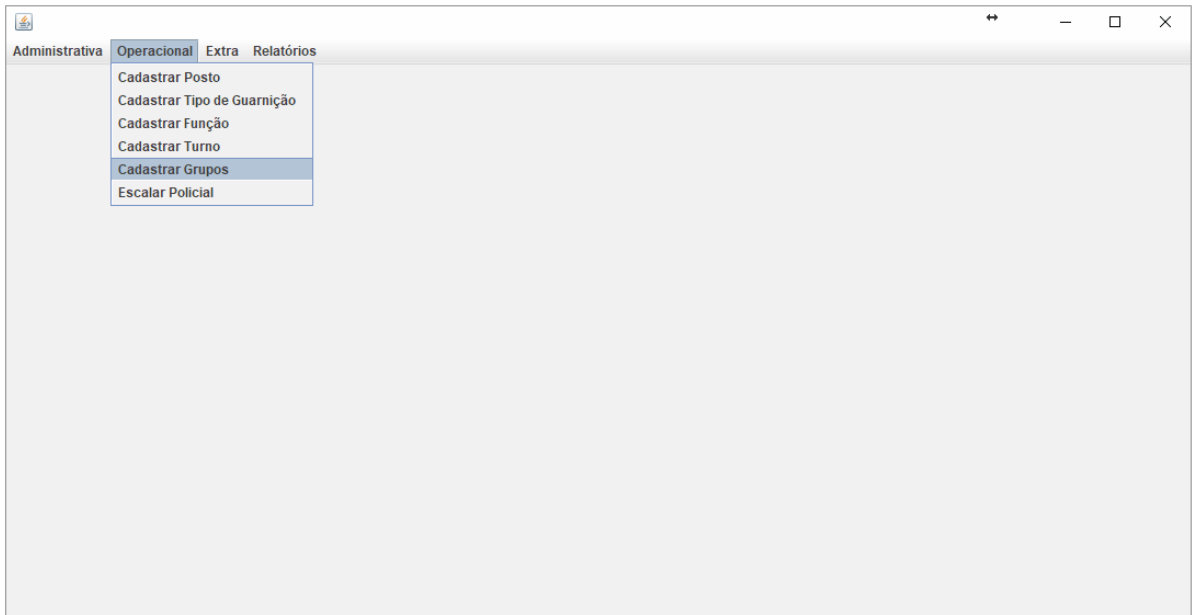 Administrativa Operacional Extra Relatórios
Cadastrar Posto
Cadastrar Tipo de Guarnição
Cadastrar Função
Cadastrar Turno
Cadastrar Grupos
Escalar Policial